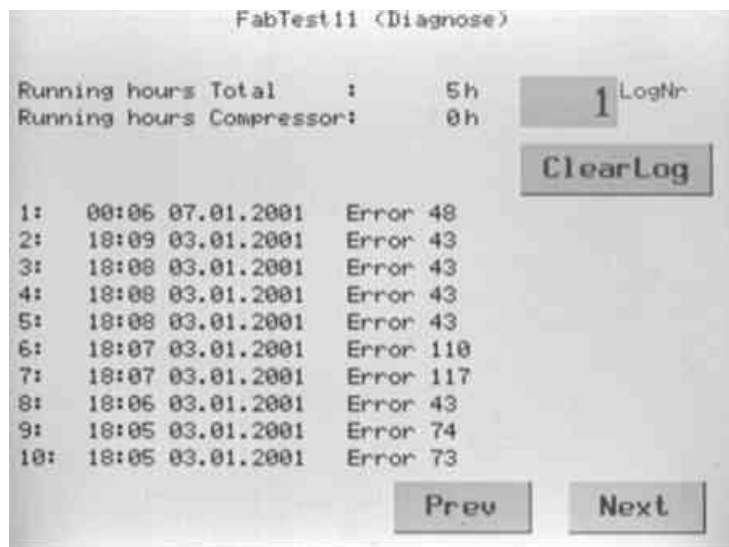 FabTest11 (Diagnose)
Running hours Total : 5h
1 LogNr
Running hours Compressor: 0h
ClearLog
1: 00:06 07.01.2001 Error 48
2: 18:09 03.01.2001 Error 43
3: 18:08 03.01.2001 Error 43
4: 18:08 03.01.2001 Error 43
5: 18:08 03.01.2001 Error 43
6: 18:07 03.01.2001 Error 110
7: 18:07 03.01.2001 Error 117
8: 18:06 03.01.2001 Error 43
9: 18:05 03.01.2001 Error 74
10: 18:05 03.01.2001 Error 73
Prev Next